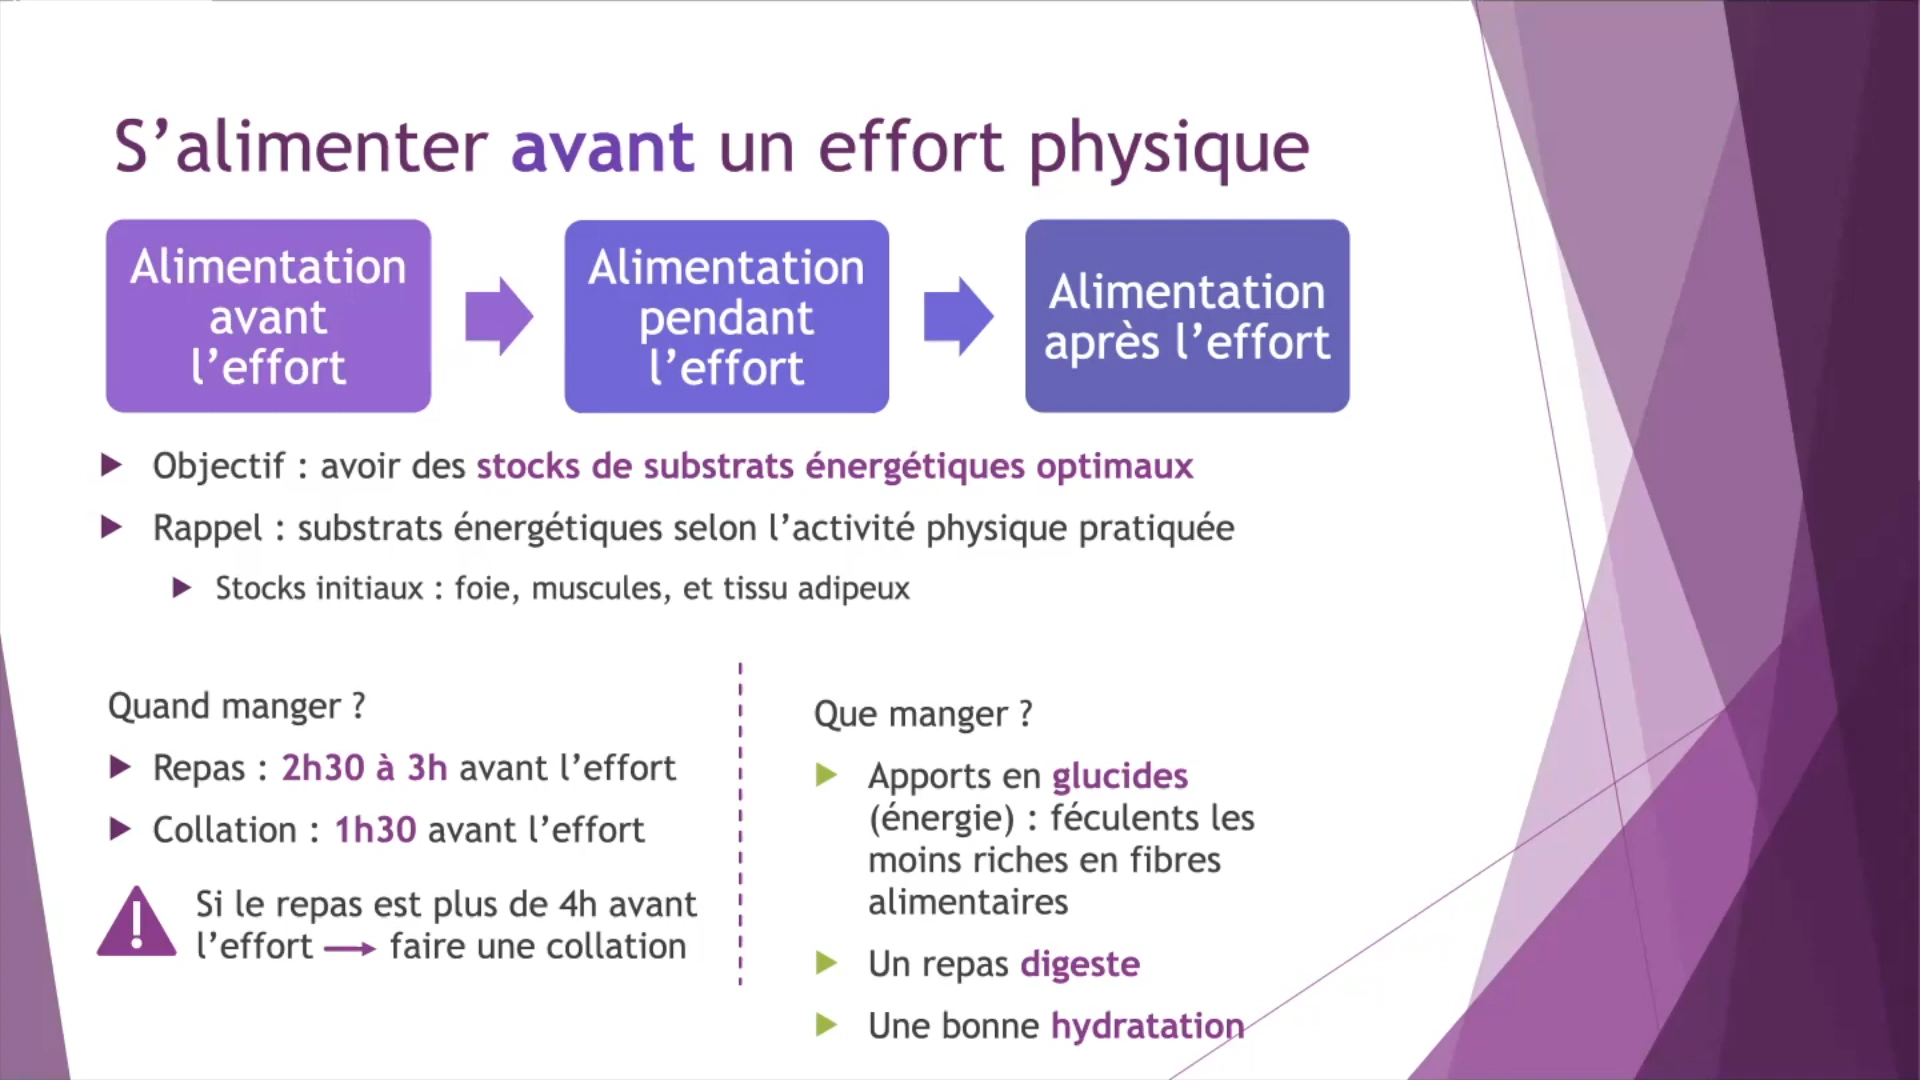 S’alimenter avant un effort physique
Alimentation
avant
l’effort
Alimentation
pendant
l’effort
Alimentation
après l’effort
Objectif : avoir des stocks de substrats énergétiques optimaux
Rappel : substrats énergétiques selon l’activité physique pratiquée
Stocks initiaux : foie, muscles, et tissu adipeux
Quand manger ?
Repas : 2h30 à 3h avant l’effort
Collation : 1h30 avant l’effort
Si le repas est plus de 4h avant
l’effort → faire une collation
Que manger ?
Apports en glucides
(énergie) : féculents les
moins riches en fibres
alimentaires
Un repas digeste
Une bonne hydratation